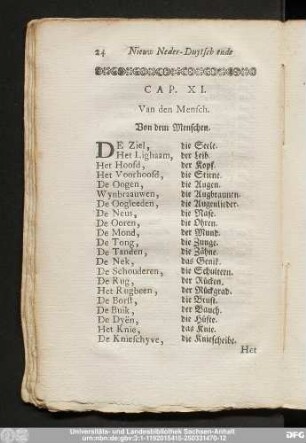 24 Nieuw Neder-Duytsch ende
CAP. XI.
Van den Mensch.
Von dem Menschen.
DE Ziel, die Seele.
Het Lighaam, der Leib.
Het Hoofd, der Kopf.
Het Voorhoofd, die Stirne.
De Oogen, die Augen.
Wynbraauwen, die Augbraunen.
De Oogleeden, die Augenlieder.
De Neus, die Nase.
De Ooren, die Ohren.
De Mond, der Mund.
De Tong, die Zunge.
De Tanden, die Zähne.
De Nek, das Genik.
De Schouderen, die Schultern.
De Rug, der Rücken.
Het Rugbeen, der Rückgrad.
De Borst, die Brust.
De Buik, der Bauch.
De Dyën, die Hüfte.
Het Knie, das Knie.
De Knieschyve, die Kniescheibe.
Het
Universitäts- und Landesbibliothek Sachsen-Anhalt
urn:nbn:de:gbv:3:1-1192015415-250331470-12